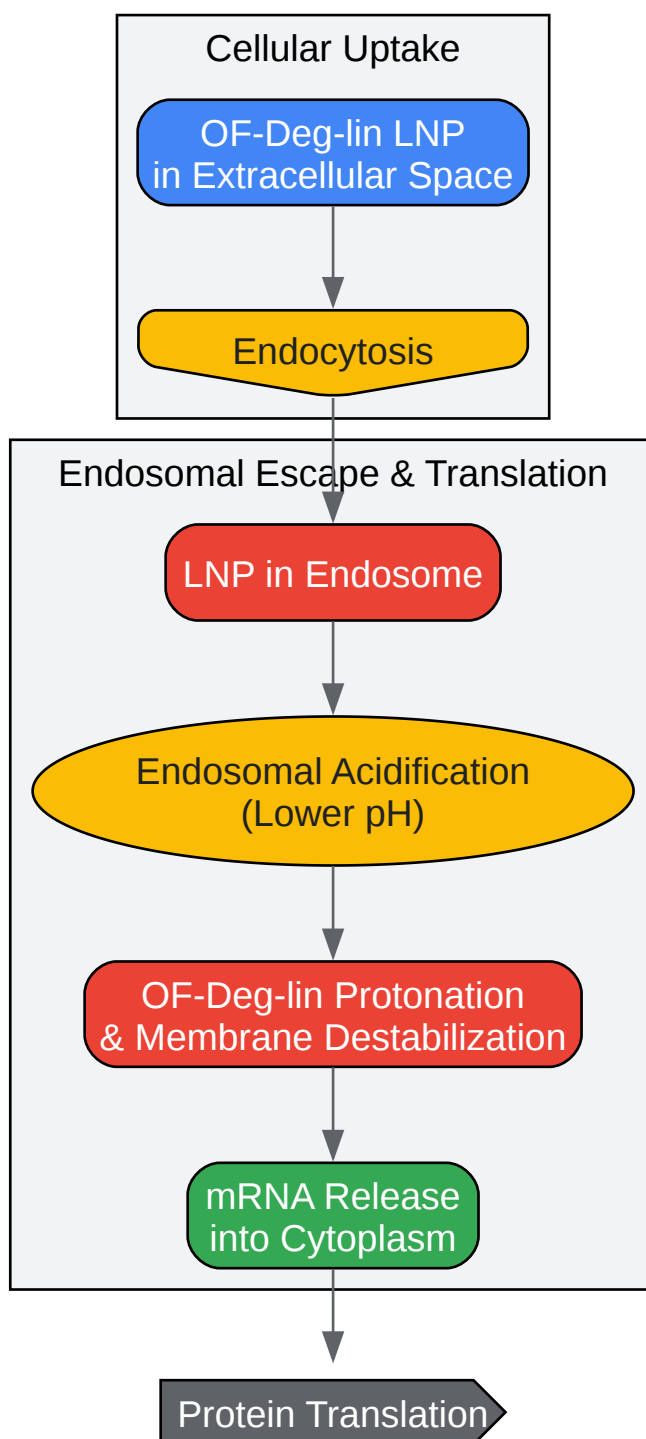 Cellular Uptake
OF-Deg-lin LNP
in Extracellular Space
Endocytosis
Endosomal Escape & Translation
LNP in Endosome
Endosomal Acidification
(Lower pH)
OF-Deg-lin Protonation
& Membrane Destabilization
mRNA Release
into Cytoplasm
Protein Translation